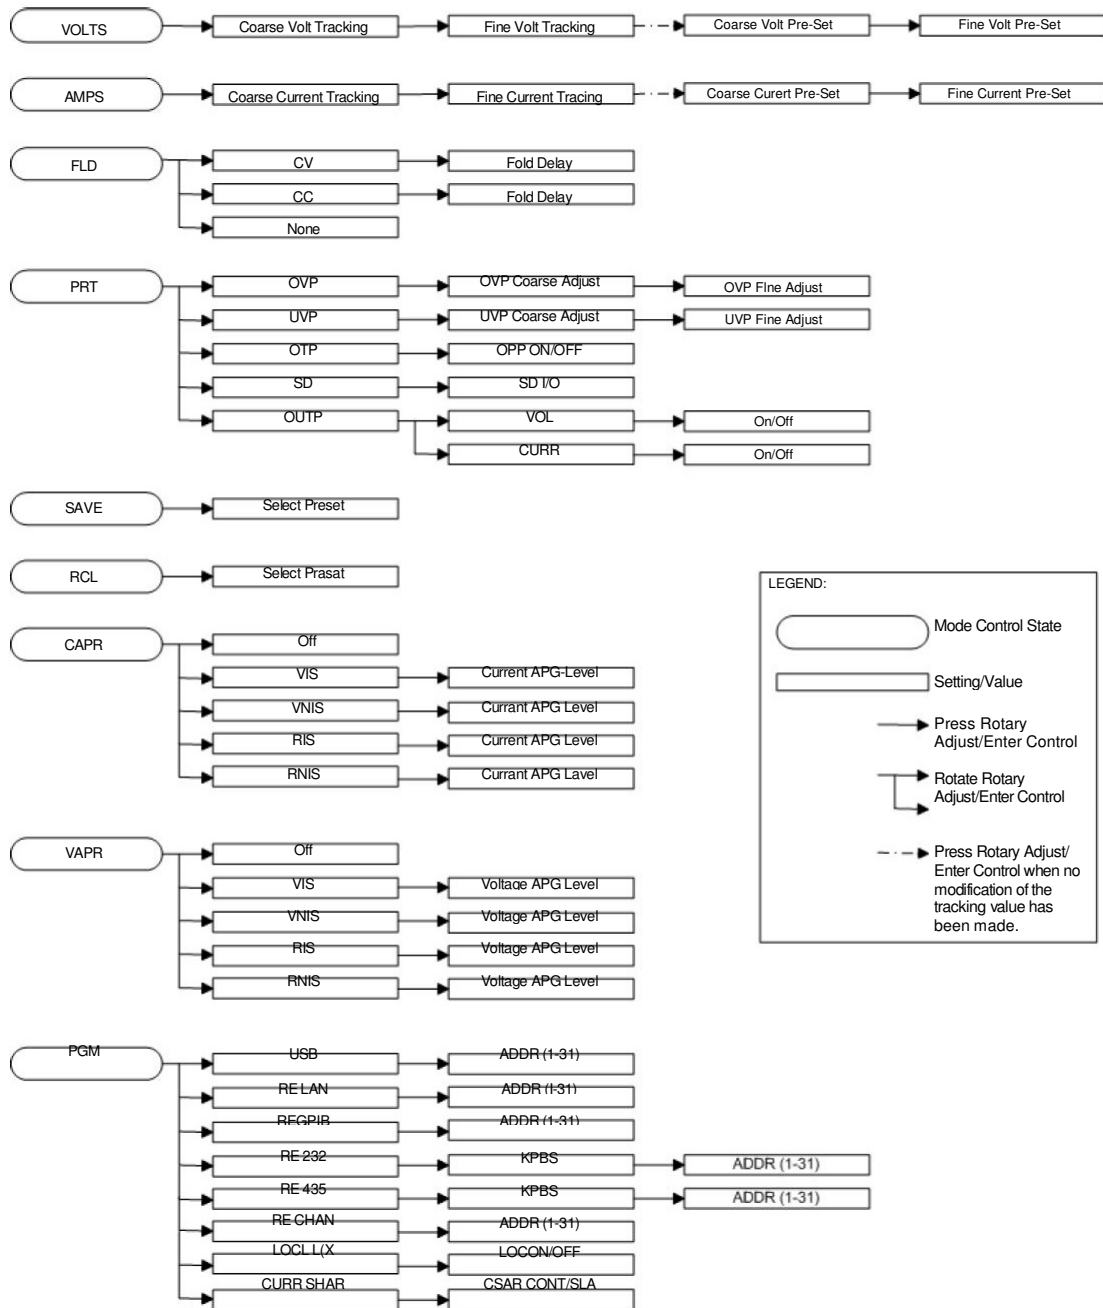 VOLTS Coarse Volt Tracking Fine Volt Tracking Coarse Volt Pre-Set Fine Volt Pre-Set
AMPS Coarse Current Tracking Fine Current Tracing Coarse Curert Pre-Set Fine Current Pre-Set
FLD CV Fold Delay
CC Fold Delay
None
PRT OVP OVP Coarse Adjust OVP FIne Adjust
UVP UVP Coarse Adjust UVP Fine Adjust
OTP OPP ON/OFF
SD SD I/O
OUTP VOL On/Off
CURR On/Off
SAVE Select Preset
RCL Select Prasat
CAPR Off
VIS Current APG-Level
VNIS Currant APG Level
RIS Current APG Level
RNIS Currant APG Lavel
VAPR Off
VIS Voltage APG Level
VNIS Voltage APG Level
RIS Voltage APG Level
RNIS Voltage APG Level
PGM USB ADDR (1-31)
RE LAN ADDR (I-31)
REGPIB ADDR (1-31)
RE 232 KPBS ADDR (1-31)
RE 435 KPBS ADDR (1-31)
RE CHAN ADDR (1-31)
LOCL L(X LOCON/OFF
CURR SHAR CSAR CONT/SLA
LEGEND:
Mode Control State
Setting/Value
Press Rotary
Adjust/Enter Control
Rotate Rotary
Adjust/Enter Control
Press Rotary Adjust/
Enter Control when no
modification of the
tracking value has
been made.